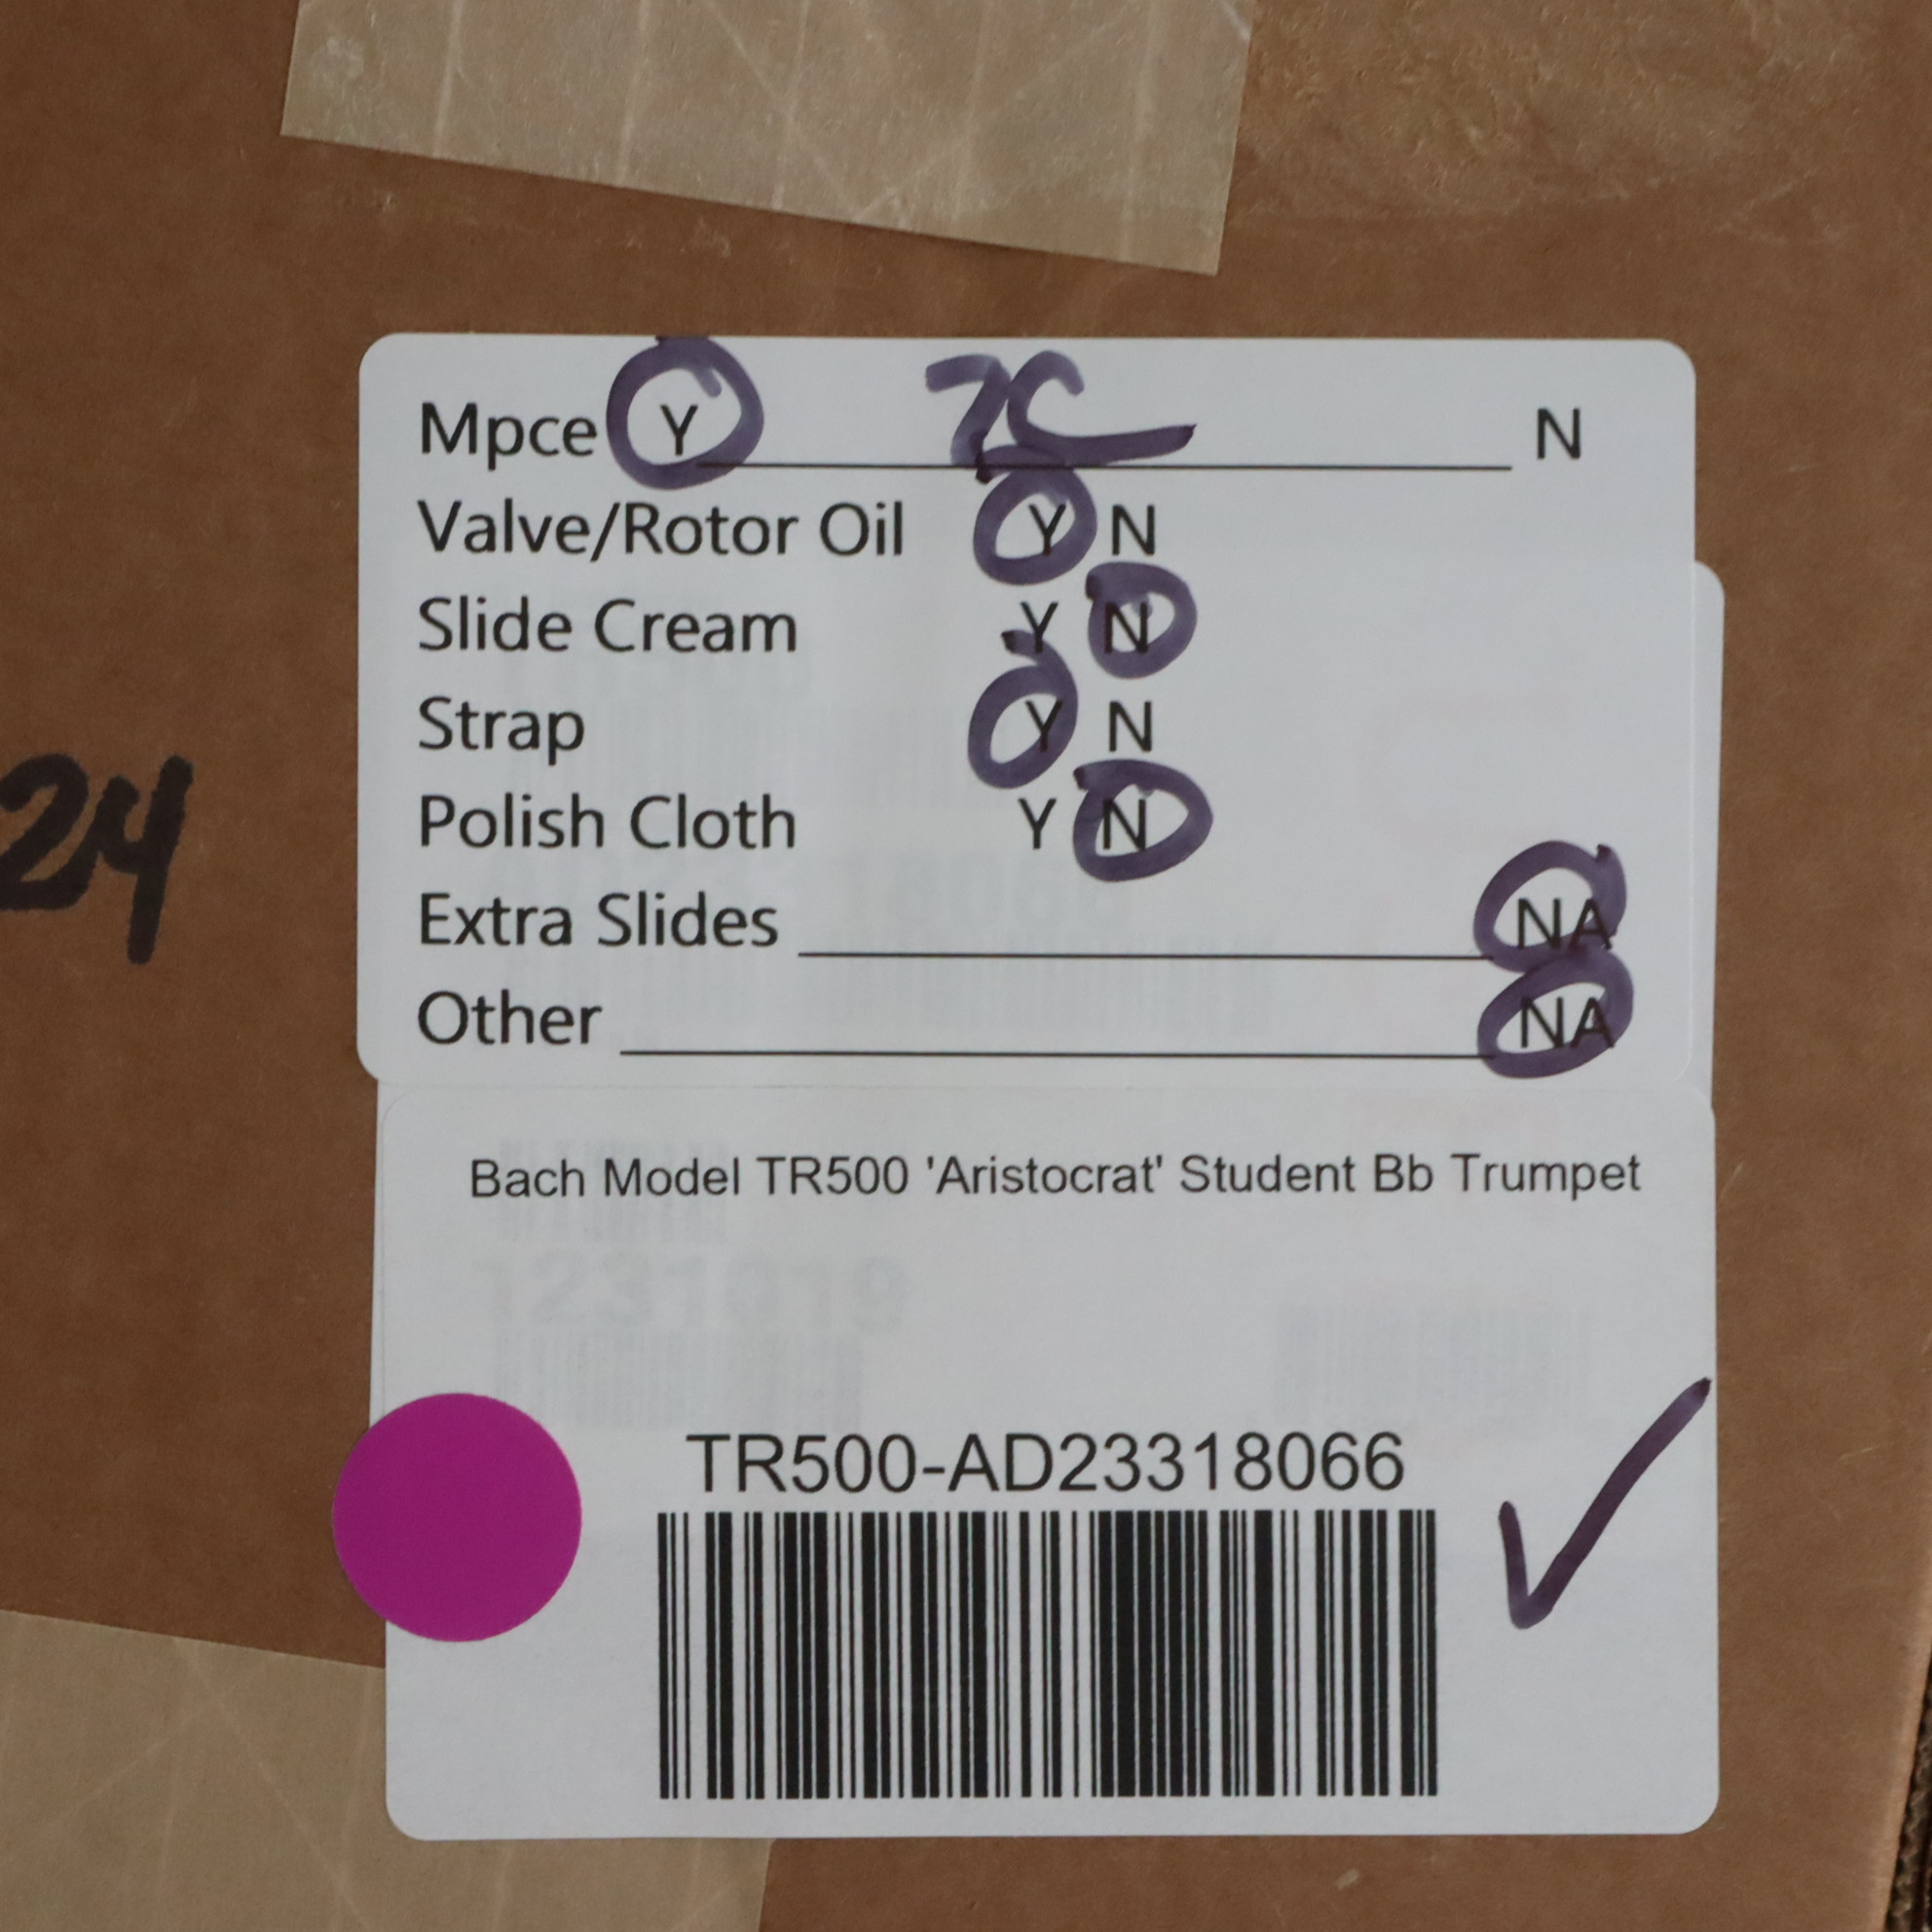 Mpce Y 7C N
Valve/Rotor Oil Y N
Slide Cream Y N
Strap Y N
Polish Cloth Y N
Extra Slides NA
Other NA
24
Bach Model TR500 'Aristocrat' Student Bb Trumpet
TR500-AD23318066